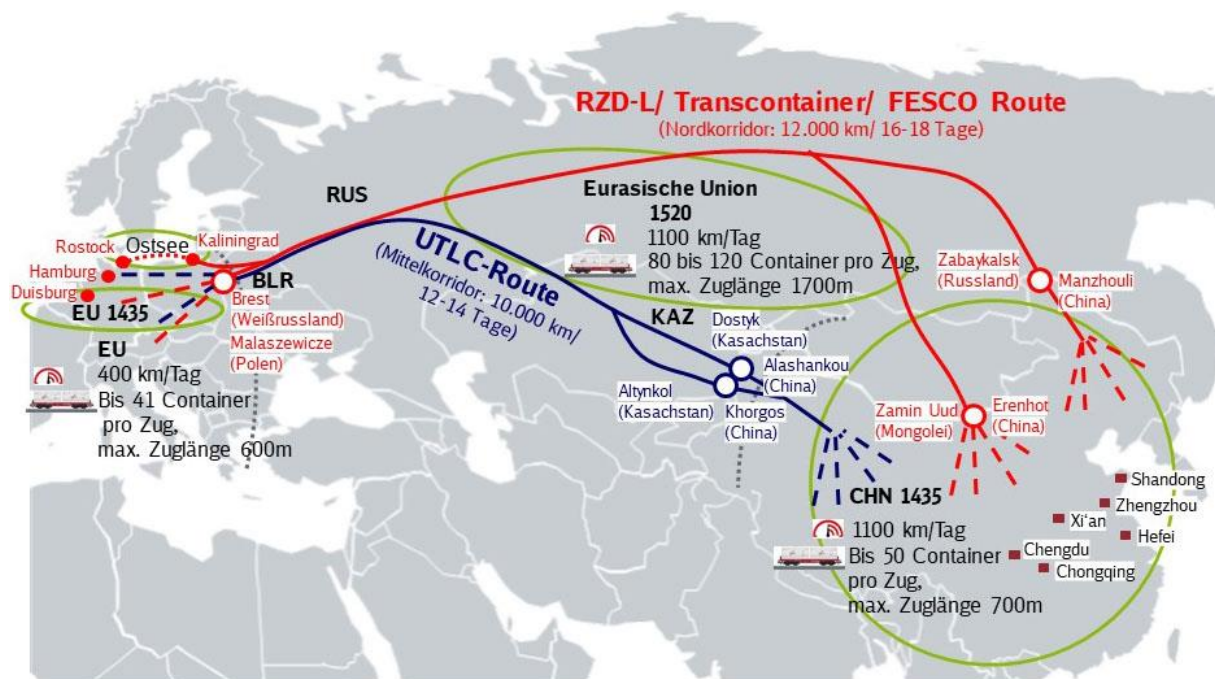 RZD-L/ Transcontainer/ FESCO Route
(Nordkorridor: 12.000 km/ 16-18 Tage)
Eurasische Union
1520
1100 km/Tag
80 bis 120 Container pro Zug,
max. Zuglänge 1700m
RUS
UTLC-Route
(Mittelkorridor: 10.000 km/
12-14 Tage)
Rostock
Ostsee
Kaliningrad
Hamburg
Duisburg
BLR
EU 1435
Brest
(Weißrussland)
Malaszewicze
(Polen)
EU
400 km/Tag
Bis 41 Container
pro Zug,
max. Zuglänge 600m
KAZ
Dostyk
(Kasachstan)
Alashankou
(China)
Altynkol
(Kasachstan)
Khorgos
(China)
Zabaykalsk
(Russland)
Manzhouli
(China)
Zamin Uud
(Mongolei)
Erenhot
(China)
CHN 1435
1100 km/Tag
Bis 50 Container
pro Zug,
max. Zuglänge 700m
Shandong
Zhengzhou
Xi‘an
Hefei
Chengdu
Chongqing